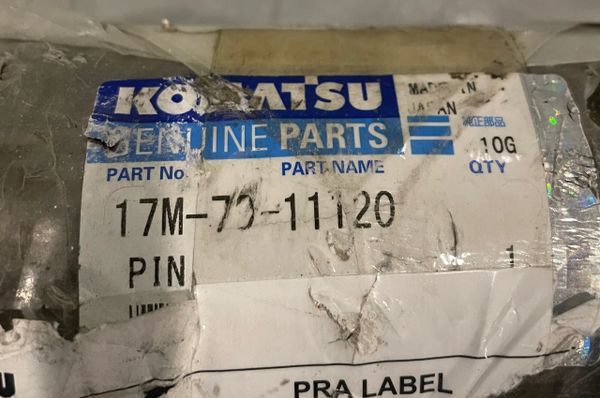 KOMATSU
MADE IN
JAPAN
GENUINE PARTS
純正部品
10G
PART No. PART NAME QTY
17M-70-11120
PIN 1
PRA LABEL